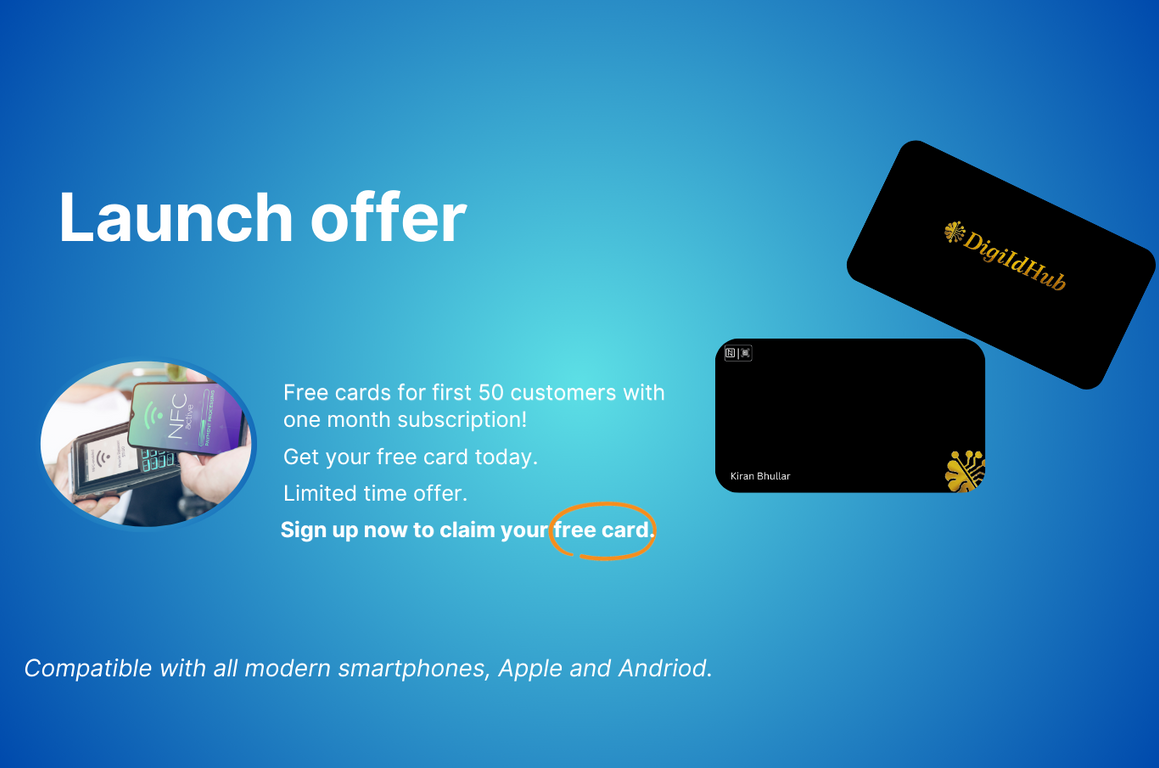 Launch offer
DigiIdHub
NFC
active
Free cards for first 50 customers with
one month subscription!
Get your free card today.
Limited time offer.
Sign up now to claim your free card.
Kiran Bhullar
Compatible with all modern smartphones, Apple and Andriod.